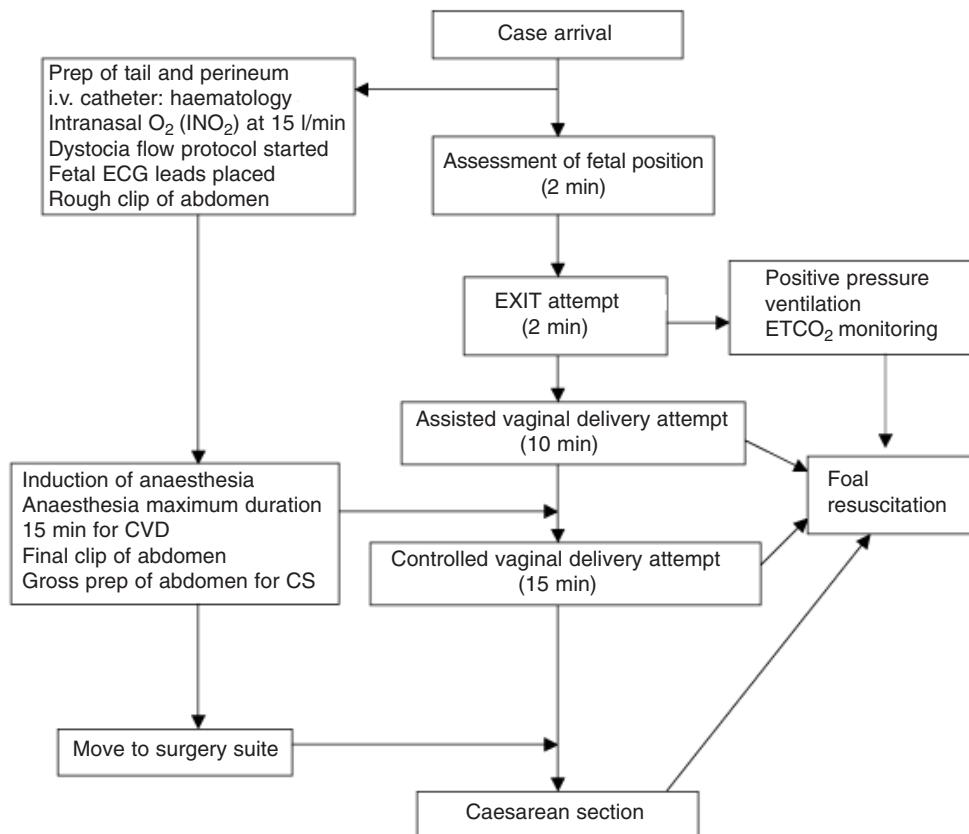 Case arrival
Prep of tail and perineum
i.v. catheter: haematology
Intranasal O₂ (INO₂) at 15 l/min
Dystocia flow protocol started
Fetal ECG leads placed
Rough clip of abdomen
Assessment of fetal position
(2 min)
EXIT attempt
(2 min)
Positive pressure
ventilation
ETCO₂ monitoring
Assisted vaginal delivery attempt
(10 min)
Induction of anaesthesia
Anaesthesia maximum duration
15 min for CVD
Final clip of abdomen
Gross prep of abdomen for CS
Foal
resuscitation
Controlled vaginal delivery attempt
(15 min)
Move to surgery suite
Caesarean section